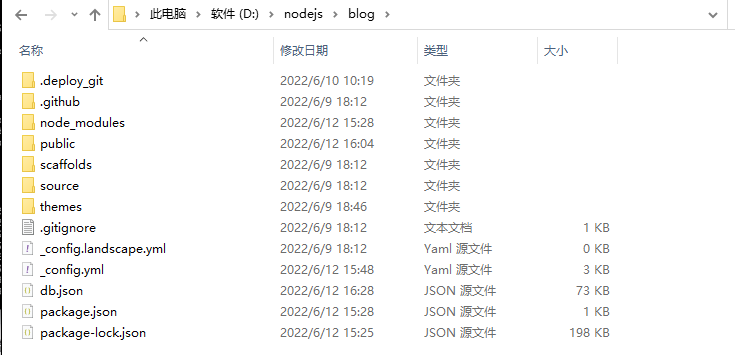 此电脑 > 软件 (D:) > nodejs > blog >
名称 修改日期 类型 大小
.deploy_git 2022/6/10 10:19 文件夹
.github 2022/6/9 18:12 文件夹
node_modules 2022/6/12 15:28 文件夹
public 2022/6/12 16:04 文件夹
scaffolds 2022/6/9 18:12 文件夹
source 2022/6/9 18:12 文件夹
themes 2022/6/9 18:46 文件夹
.gitignore 2022/6/9 18:12 文本文档 1 KB
_config.landscape.yml 2022/6/9 18:12 Yaml 源文件 0 KB
_config.yml 2022/6/12 15:48 Yaml 源文件 3 KB
db.json 2022/6/12 16:28 JSON 源文件 73 KB
package.json 2022/6/12 15:28 JSON 源文件 1 KB
package-lock.json 2022/6/12 15:25 JSON 源文件 198 KB